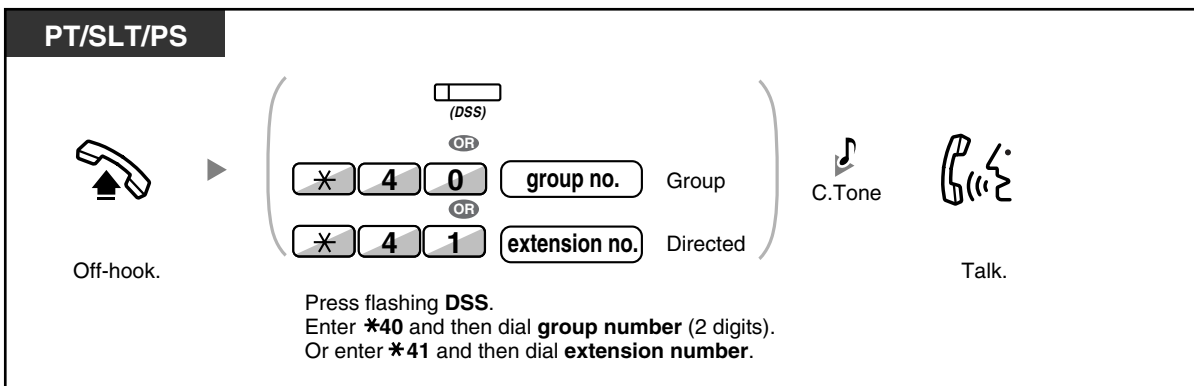 PT/SLT/PS
(DSS)
OR
* 4 0 group no. Group
OR
* 4 1 extension no. Directed
C.Tone
Off-hook.
Talk.
Press flashing DSS.
Enter *40 and then dial group number (2 digits).
Or enter *41 and then dial extension number.